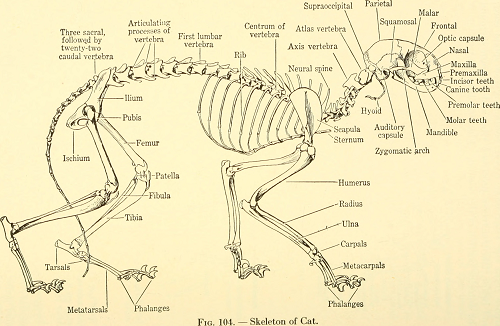 Supraoccipital
Parietal
Malar
Squamosal
Frontal
Optic capsule
Nasal
Maxilla
Premaxilla
Incisor teeth
Canine tooth
Premolar teeth
Molar teeth
Mandible
Atlas vertebra
Axis vertebra
Neural spine
Centrum of
vertebra
Rib
First lumbar
vertebra
Articulating
processes of
vertebra
Three sacral,
followed by
twenty-two
caudal vertebra
Ilium
Pubis
Ischium
Femur
Patella
Fibula
Tibia
Tarsals
Metatarsals
Phalanges
Hyoid
Auditory
capsule
Zygomatic arch
Scapula
Sternum
Humerus
Radius
Ulna
Carpals
Metacarpals
Phalanges
Fig. 104. — Skeleton of Cat.